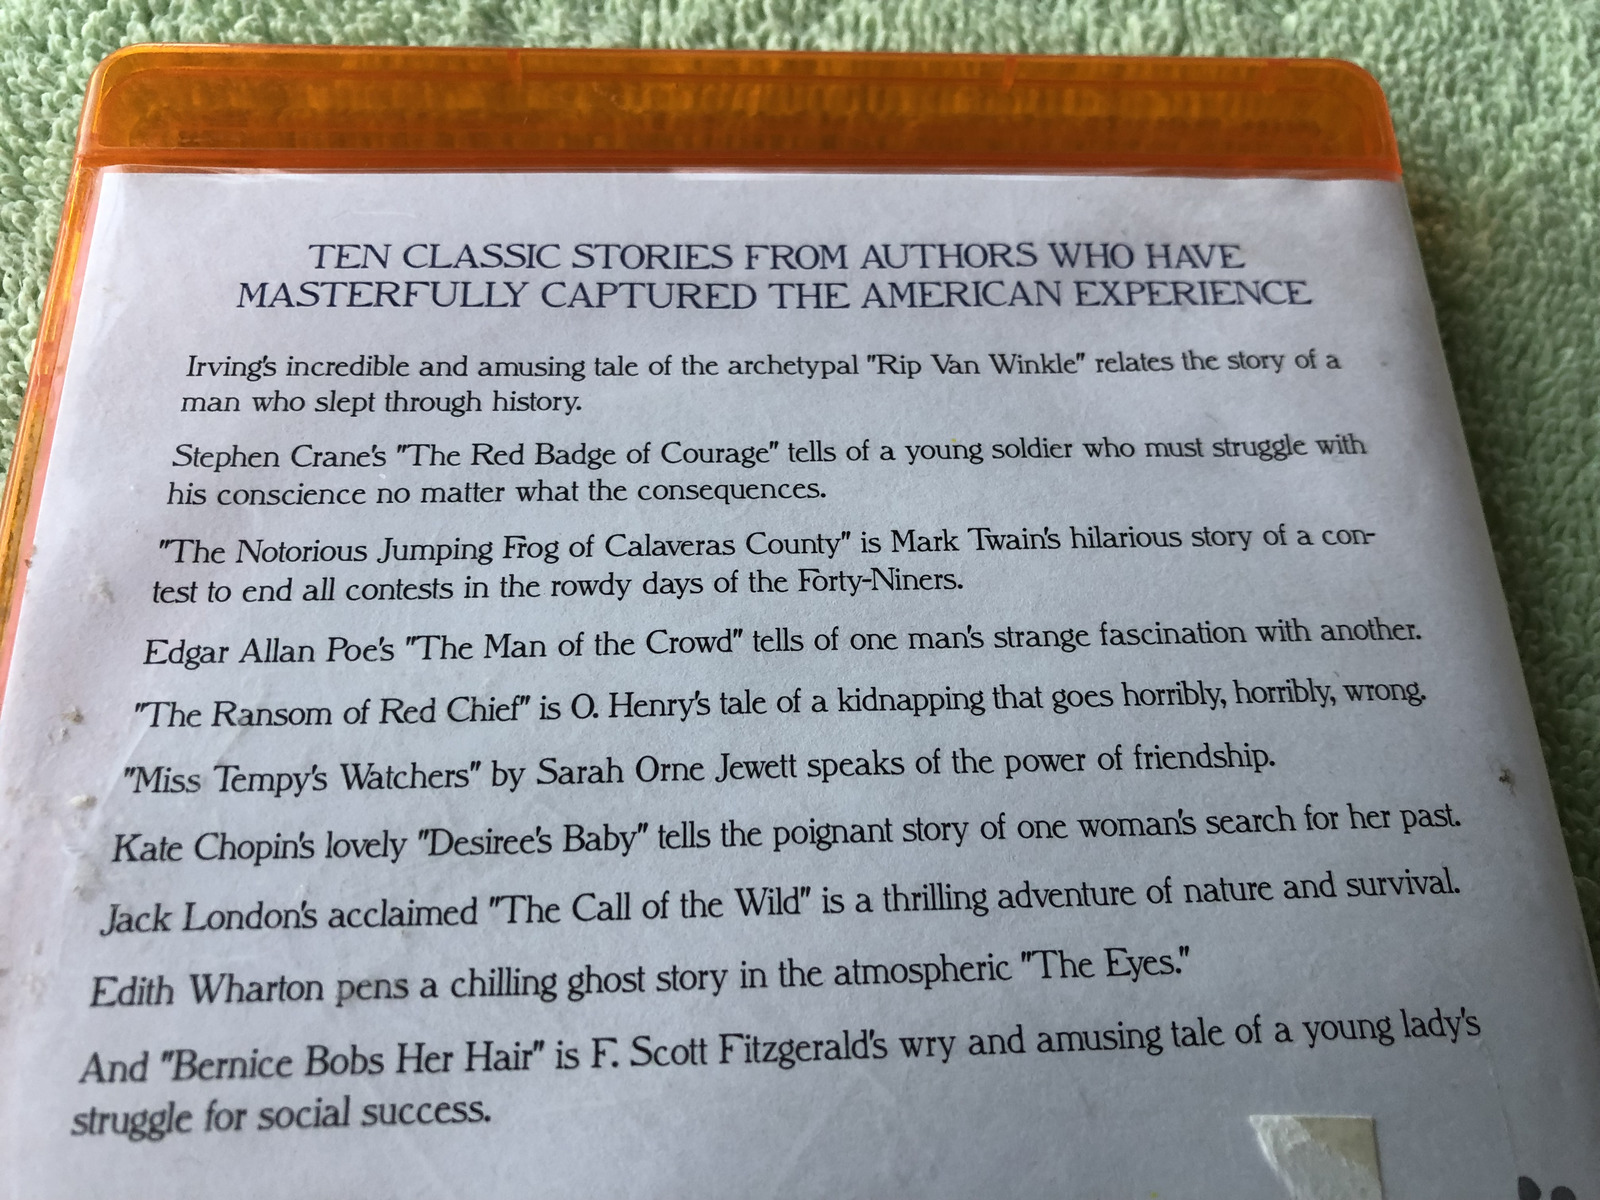 TEN CLASSIC STORIES FROM AUTHORS WHO HAVE
MASTERFULLY CAPTURED THE AMERICAN EXPERIENCE
Irving's incredible and amusing tale of the archetypal "Rip Van Winkle" relates the story of a
man who slept through history.
Stephen Crane's "The Red Badge of Courage" tells of a young soldier who must struggle with
his conscience no matter what the consequences.
"The Notorious Jumping Frog of Calaveras County" is Mark Twain's hilarious story of a con-
test to end all contests in the rowdy days of the Forty-Niners.
Edgar Allan Poe's "The Man of the Crowd" tells of one man's strange fascination with another.
"The Ransom of Red Chief" is O. Henry's tale of a kidnapping that goes horribly, horribly, wrong.
"Miss Tempy's Watchers" by Sarah Orne Jewett speaks of the power of friendship.
Kate Chopin's lovely "Desiree's Baby" tells the poignant story of one woman's search for her past.
Jack London's acclaimed "The Call of the Wild" is a thrilling adventure of nature and survival.
Edith Wharton pens a chilling ghost story in the atmospheric "The Eyes."
And "Bernice Bobs Her Hair" is F. Scott Fitzgerald's wry and amusing tale of a young lady's
struggle for social success.